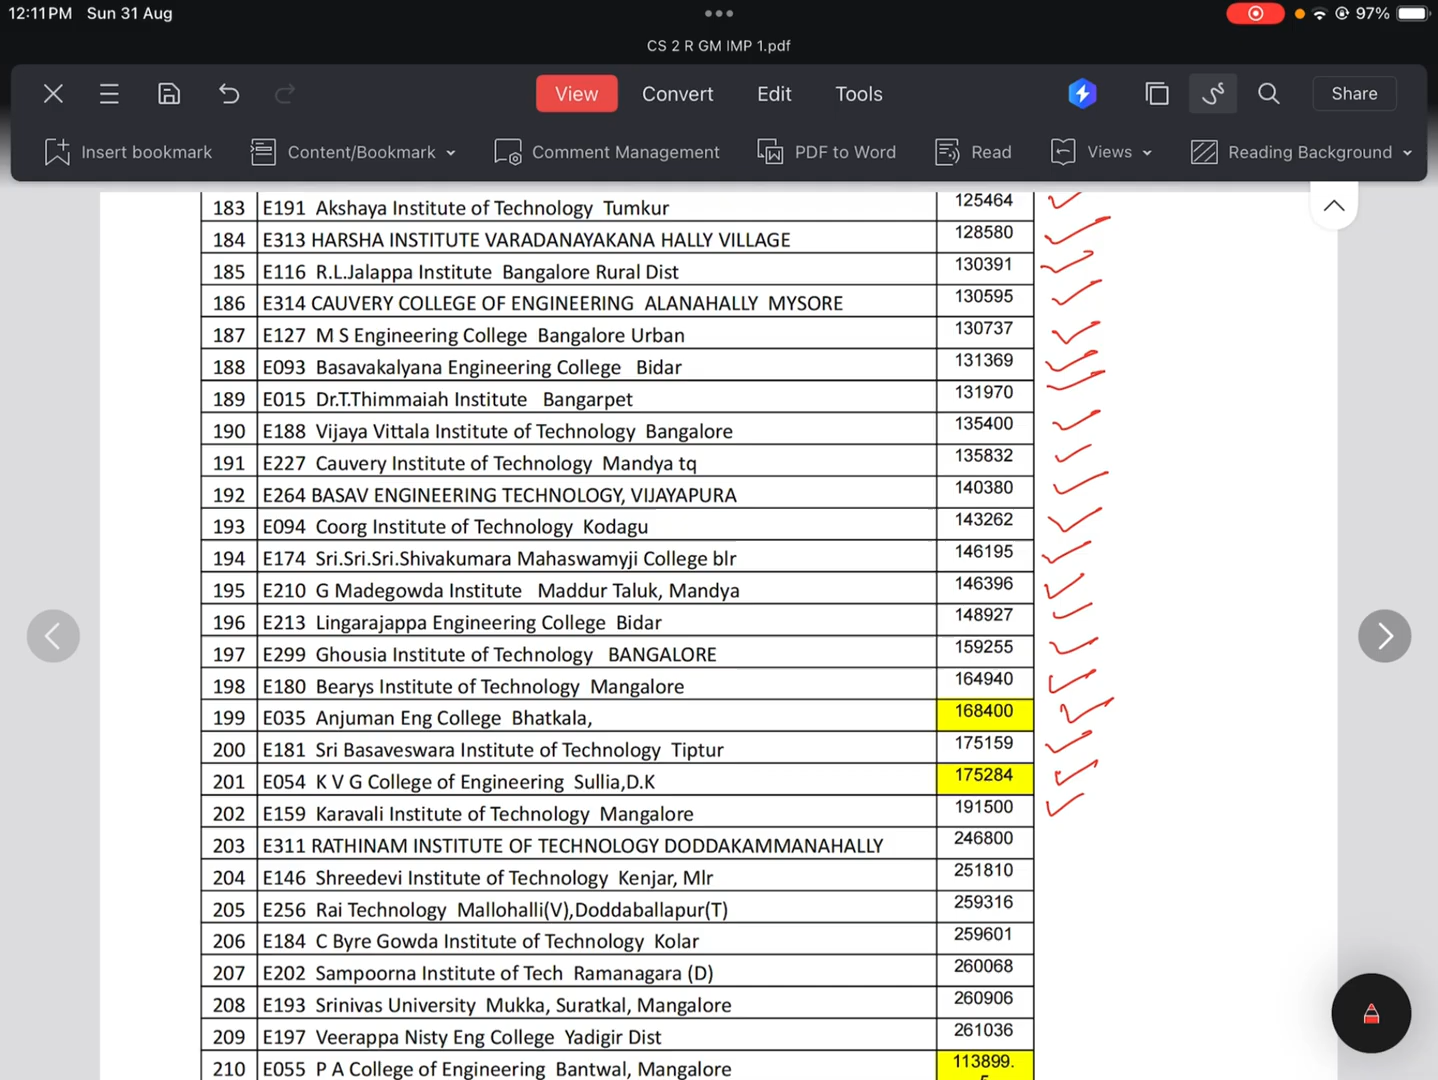 12:11 PM Sun 31 Aug
97%
CS 2 R GM IMP 1.pdf
View Convert Edit Tools Share
Insert bookmark Content/Bookmark Comment Management PDF to Word Read Views Reading Background
183 E191 Akshaya Institute of Technology Tumkur 125464
184 E313 HARSHA INSTITUTE VARADANAYAKANA HALLY VILLAGE 128580
185 E116 R.L.Jalappa Institute Bangalore Rural Dist 130391
186 E314 CAUVERY COLLEGE OF ENGINEERING ALANAHALLY MYSORE 130595
187 E127 M S Engineering College Bangalore Urban 130737
188 E093 Basavakalyana Engineering College Bidar 131369
189 E015 Dr.T.Thimmaiah Institute Bangarpet 131970
190 E188 Vijaya Vittala Institute of Technology Bangalore 135400
191 E227 Cauvery Institute of Technology Mandya tq 135832
192 E264 BASAV ENGINEERING TECHNOLOGY, VIJAYAPURA 140380
193 E094 Coorg Institute of Technology Kodagu 143262
194 E174 Sri.Sri.Sri.Shivakumara Mahaswamyji College blr 146195
195 E210 G Madegowda Institute Maddur Taluk, Mandya 146396
196 E213 Lingarajappa Engineering College Bidar 148927
197 E299 Ghousia Institute of Technology BANGALORE 159255
198 E180 Bearys Institute of Technology Mangalore 164940
199 E035 Anjuman Eng College Bhatkala, 168400
200 E181 Sri Basaveswara Institute of Technology Tiptur 175159
201 E054 K V G College of Engineering Sullia,D.K 175284
202 E159 Karavali Institute of Technology Mangalore 191500
203 E311 RATHINAM INSTITUTE OF TECHNOLOGY DODDAKAMMANAHALLY 246800
204 E146 Shreedevi Institute of Technology Kenjar, Mlr 251810
205 E256 Rai Technology Mallohalli(V),Doddaballapur(T) 259316
206 E184 C Byre Gowda Institute of Technology Kolar 259601
207 E202 Sampoorna Institute of Tech Ramanagara (D) 260068
208 E193 Srinivas University Mukka, Suratkal, Mangalore 260906
209 E197 Veerappa Nisty Eng College Yadigir Dist 261036
210 E055 P A College of Engineering Bantwal, Mangalore 113899.